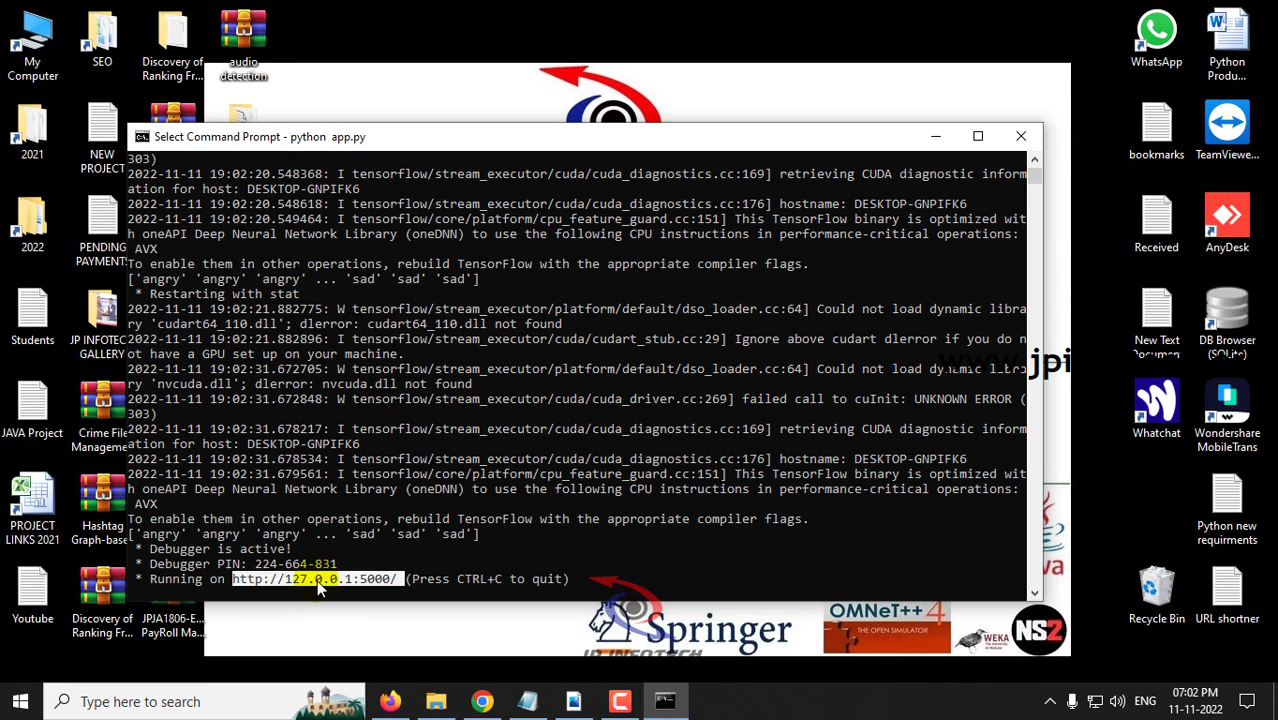 My
Computer
SEO
Discovery of
Ranking Fr...
audio
detection
WhatsApp
Python
Produ...
2021
NEW
PROJECT
bookmarks
TeamViewe...
2022
PENDING
PAYMENTS
Received
AnyDesk
Students
JP INFOTECH
GALLERY
New Text
Documen...
DB Browser
(SQLite)
JAVA Project
Crime File
Manageme...
Whatchat
Wondershare
MobileTrans
PROJECT
LINKS 2021
Hashtag
Graph-base...
Python new
requirment
Youtube
Discovery of
Ranking Fr...
JPJA1806-E...
PayRoll Ma...
Recycle Bin
URL shortner
Select Command Prompt - python  app.py
303)
2022-11-11 19:02:20.548368: I tensorflow/stream_executor/cuda/cuda_diagnostics.cc:169] retrieving CUDA diagnostic inform
ation for host: DESKTOP-GNPIFK6
2022-11-11 19:02:20.548618: I tensorflow/stream_executor/cuda/cuda_diagnostics.cc:176] hostname: DESKTOP-GNPIFK6
2022-11-11 19:02:20.549464: I tensorflow/core/platform/cpu_feature_guard.cc:151] This TensorFlow binary is optimized wit
h oneAPI Deep Neural Network Library (oneDNN) to use the following CPU instructions in performance-critical operations:
AVX
To enable them in other operations, rebuild TensorFlow with the appropriate compiler flags.
['angry' 'angry' 'angry' ... 'sad' 'sad' 'sad']
* Restarting with stat
2022-11-11 19:02:21.882775: W tensorflow/stream_executor/platform/default/dso_loader.cc:64] Could not load dynamic libra
ry 'cudart64_110.dll'; dlerror: cudart64_110.dll not found
2022-11-11 19:02:21.882896: I tensorflow/stream_executor/cuda/cudart_stub.cc:29] Ignore above cudart dlerror if you do n
ot have a GPU set up on your machine.
2022-11-11 19:02:31.672705: W tensorflow/stream_executor/platform/default/dso_loader.cc:64] Could not load dynamic libra
ry 'nvcuda.dll'; dlerror: nvcuda.dll not found
2022-11-11 19:02:31.672848: W tensorflow/stream_executor/cuda/cuda_driver.cc:269] failed call to cuInit: UNKNOWN ERROR (
303)
2022-11-11 19:02:31.678217: I tensorflow/stream_executor/cuda/cuda_diagnostics.cc:169] retrieving CUDA diagnostic inform
ation for host: DESKTOP-GNPIFK6
2022-11-11 19:02:31.678534: I tensorflow/stream_executor/cuda/cuda_diagnostics.cc:176] hostname: DESKTOP-GNPIFK6
2022-11-11 19:02:31.679561: I tensorflow/core/platform/cpu_feature_guard.cc:151] This TensorFlow binary is optimized wit
h oneAPI Deep Neural Network Library (oneDNN) to use the following CPU instructions in performance-critical operations:
AVX
To enable them in other operations, rebuild TensorFlow with the appropriate compiler flags.
['angry' 'angry' 'angry' ... 'sad' 'sad' 'sad']
* Debugger is active!
* Debugger PIN: 224-664-831
* Running on http://127.0.0.1:5000/ (Press CTRL+C to quit)
www.jpi
Springer
JP INFOTECH
OMNeT++ 4
THE OPEN SIMULATOR
WEKA
NS2
Java
Type here to search
ENG
07:02 PM
11-11-2022